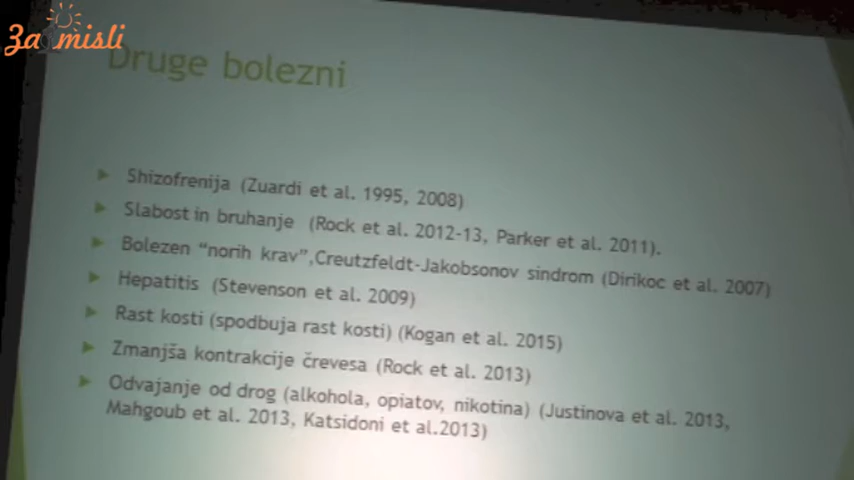 Za misli
Druge bolezni
Shizofrenija (Zuardi et al. 1995, 2008)
Slabost in bruhanje (Rock et al. 2012-13, Parker et al. 2011).
Bolezen “norih krav”,Creutzfeldt-Jakobsonov sindrom (Dirikoc et al. 2007)
Hepatitis (Stevenson et al. 2009)
Rast kosti (spodbuja rast kosti) (Kogan et al. 2015)
Zmanjša kontrakcije črevesa (Rock et al. 2013)
Odvajanje od drog (alkohola, opiatov, nikotina) (Justinova et al. 2013,
Mahgoub et al. 2013, Katsidoni et al.2013)